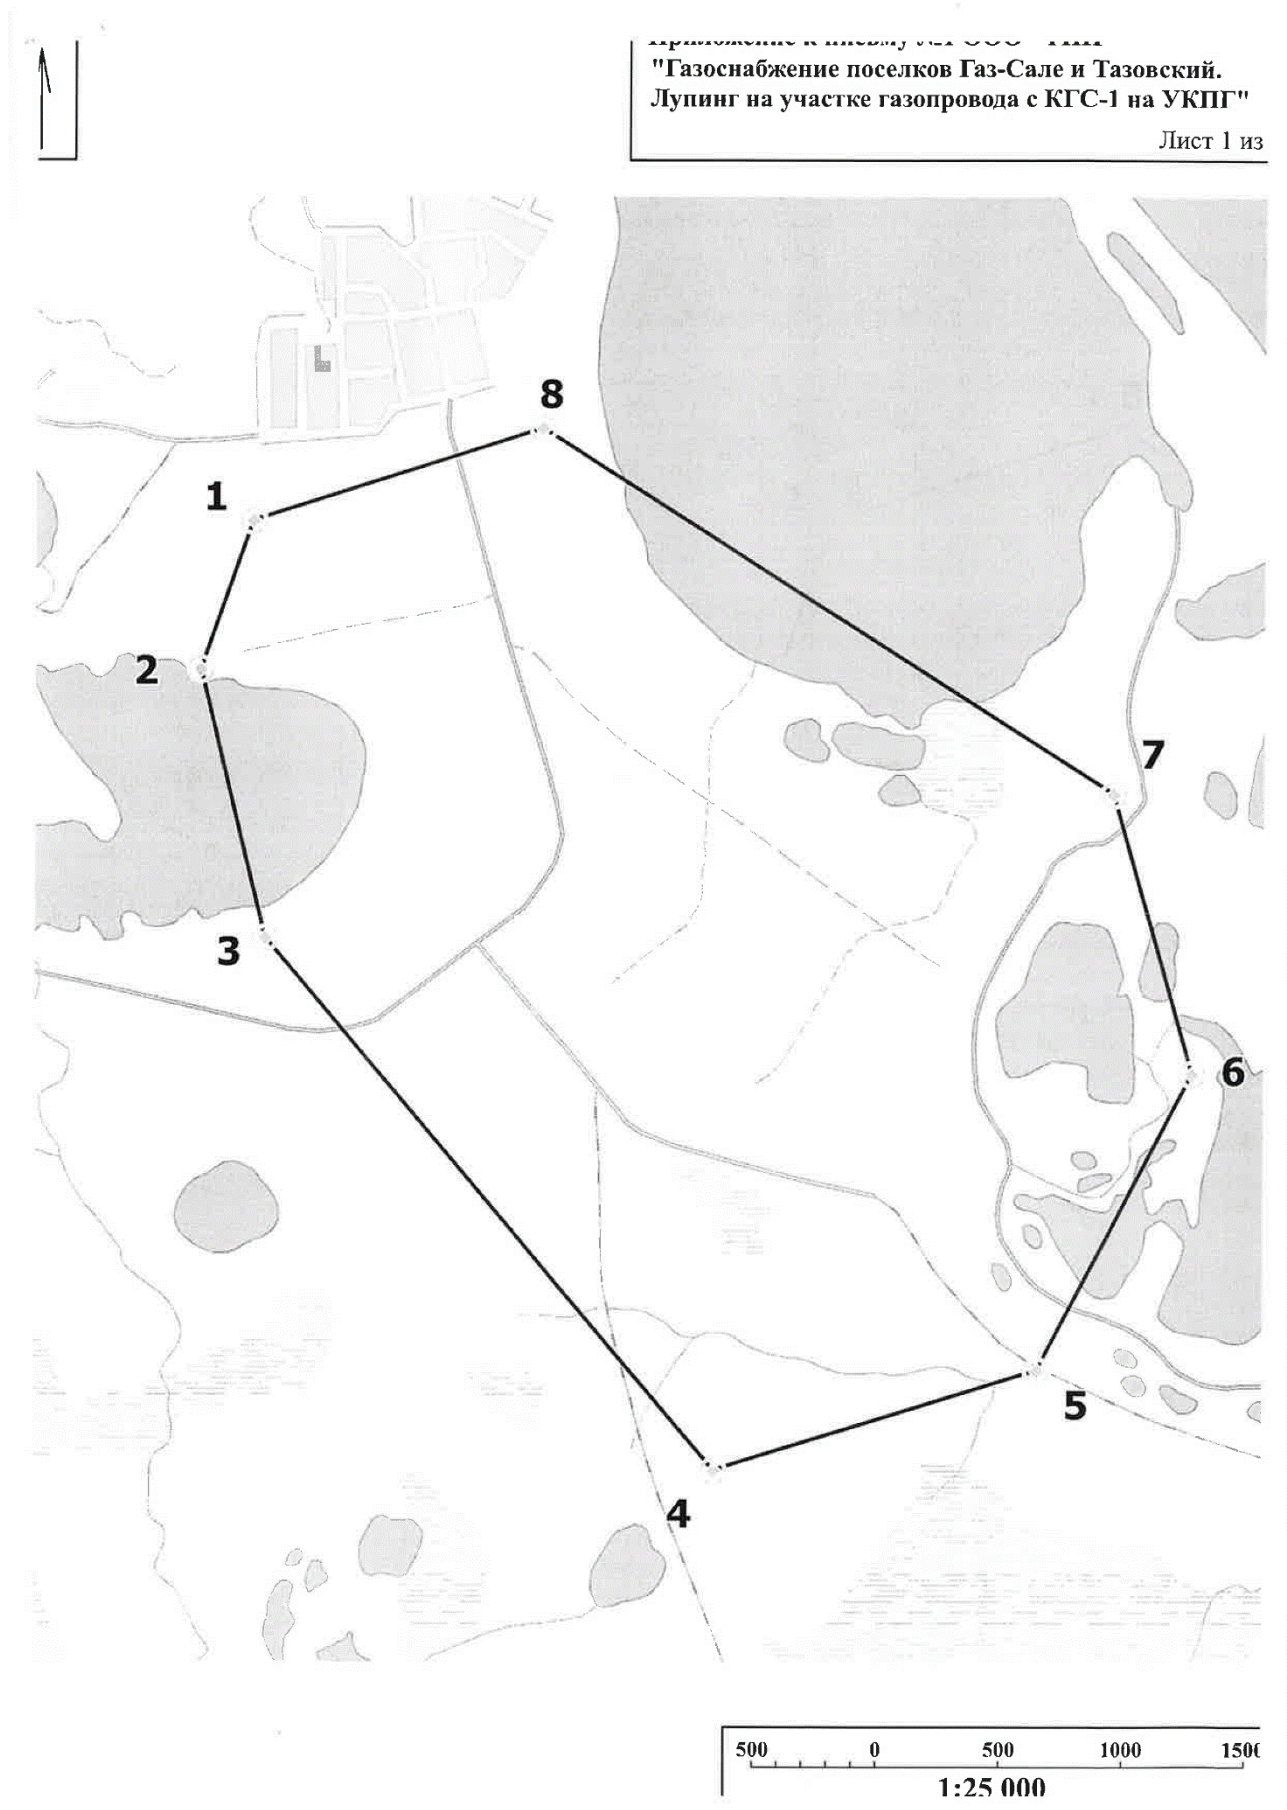 "Газоснабжение поселков Газ-Сале и Тазовский.
Лупинг на участке газопровода с КГС-1 на УКПГ"
Лист 1 из
8
1
2
7
3
6
5
4
500 0 500 1000 1500
1:25 000